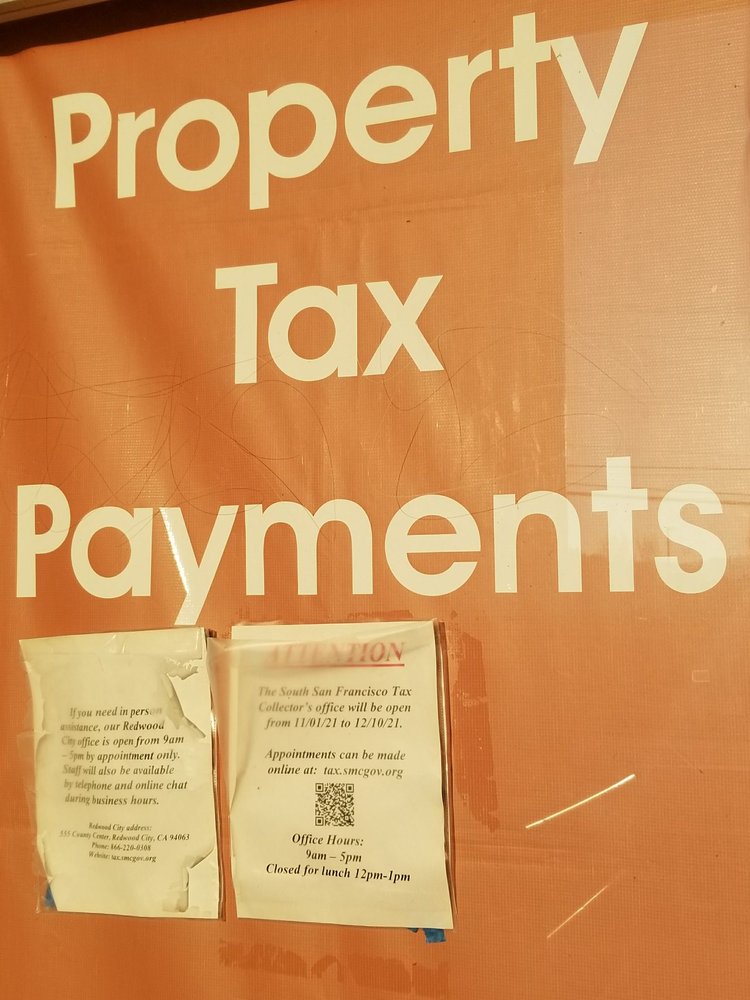 Property
Tax
Payments
If you need in person
assistance, our Redwood
City office is open from 9am
– 5pm by appointment only.
Staff will also be available
by telephone and online chat
during business hours.
Redwood City address:
555 County Center, Redwood City, CA 94063
Phone: 866-220-0308
Website: tax.smcgov.org
ATTENTION
The South San Francisco Tax
Collector's office will be open
from 11/01/21 to 12/10/21.
Appointments can be made
online at: tax.smcgov.org
Office Hours:
9am – 5pm
Closed for lunch 12pm-1pm